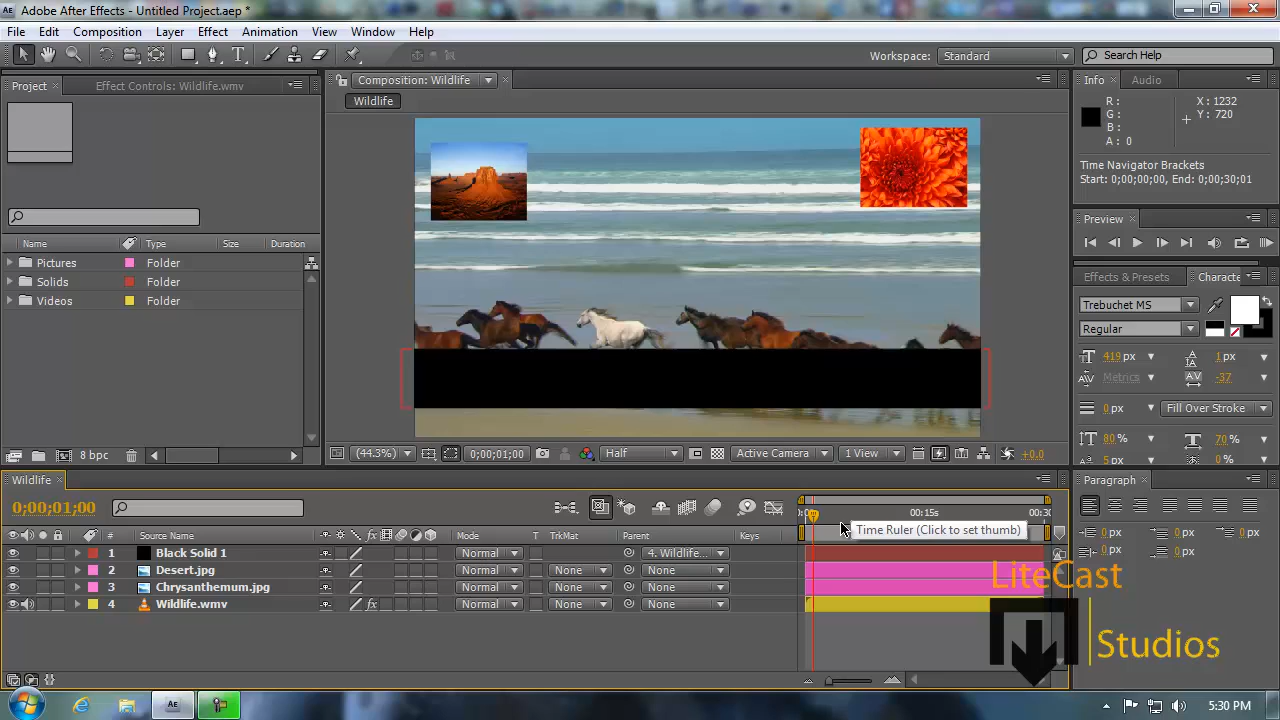 Adobe After Effects - Untitled Project.aep *
File Edit Composition Layer Effect Animation View Window Help
Workspace: Standard Search Help
Project Effect Controls: Wildlife.wmv
Composition: Wildlife
Wildlife
Info Audio
R: X: 1232
G: Y: 720
B:
A: 0
Time Navigator Brackets
Start: 0;00;00;00, End: 0;00;30;01
Preview
Name Type Size Duration
Pictures Folder
Solids Folder
Videos Folder
Effects & Presets Characte
Trebuchet MS
Regular
419 px 1 px
Metrics -37
0 px Fill Over Stroke
80 % 70 %
5 px 0 %
8 bpc
(44.3%) 0;00;01;00 Half Active Camera 1 View +0.0
Wildlife
0;00;01;00
00:15s 00:30
Time Ruler (Click to set thumb)
# Source Name Mode T TrkMat Parent Keys
1 Black Solid 1 Normal 4. Wildlife...
2 Desert.jpg Normal None None
3 Chrysanthemum.jpg Normal None None
4 Wildlife.wmv fx Normal None None
Paragraph
0 px 0 px 0 px
0 px 0 px
LiteCast
Studios
AE
5:30 PM